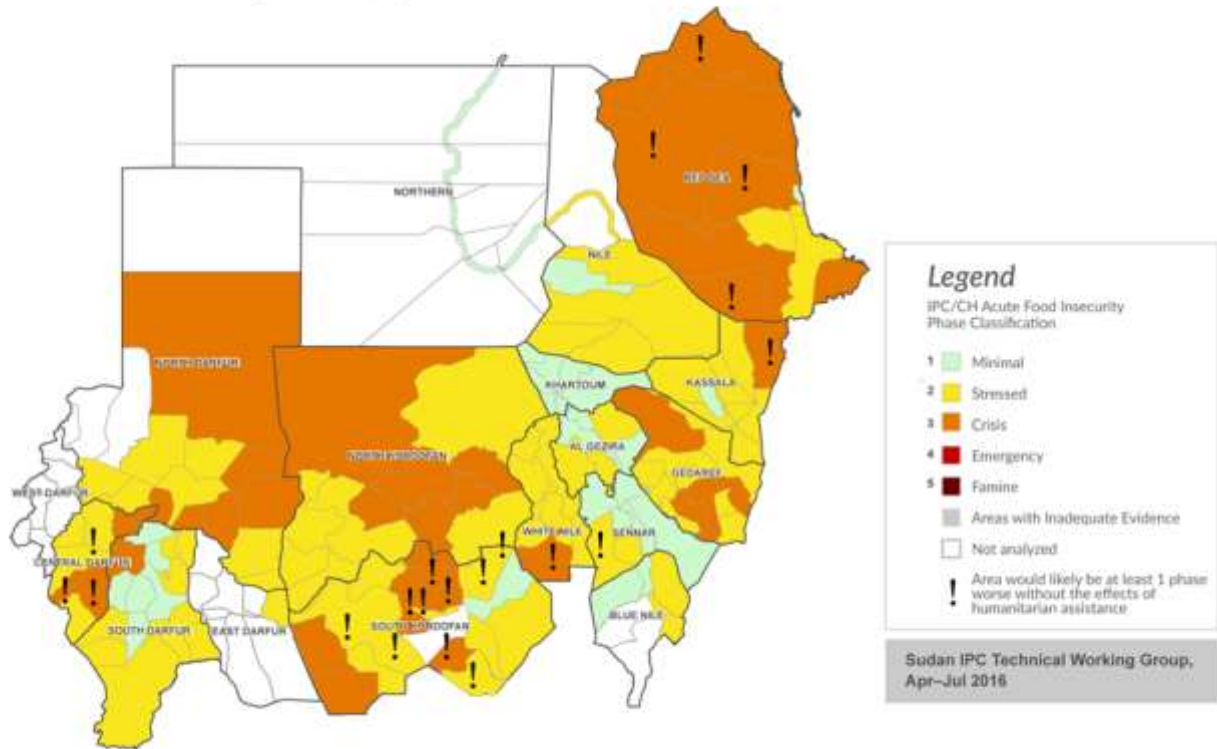 RED SEA
NORTHERN
NILE
NORTH DARFUR
KHARTOUM
KASSALA
NORTH KORDOFAN
AL GEZIRA
GEDAREF
WEST DARFUR
WHITE NILE
SENNAR
CENTRAL DARFUR
SOUTH DARFUR
EAST DARFUR
SOUTH KORDOFAN
BLUE NILE
Legend
IPC/CH Acute Food Insecurity
Phase Classification
1 Minimal
2 Stressed
3 Crisis
4 Emergency
5 Famine
Areas with Inadequate Evidence
Not analyzed
! Area would likely be at least 1 phase
worse without the effects of
humanitarian assistance
Sudan IPC Technical Working Group,
Apr–Jul 2016